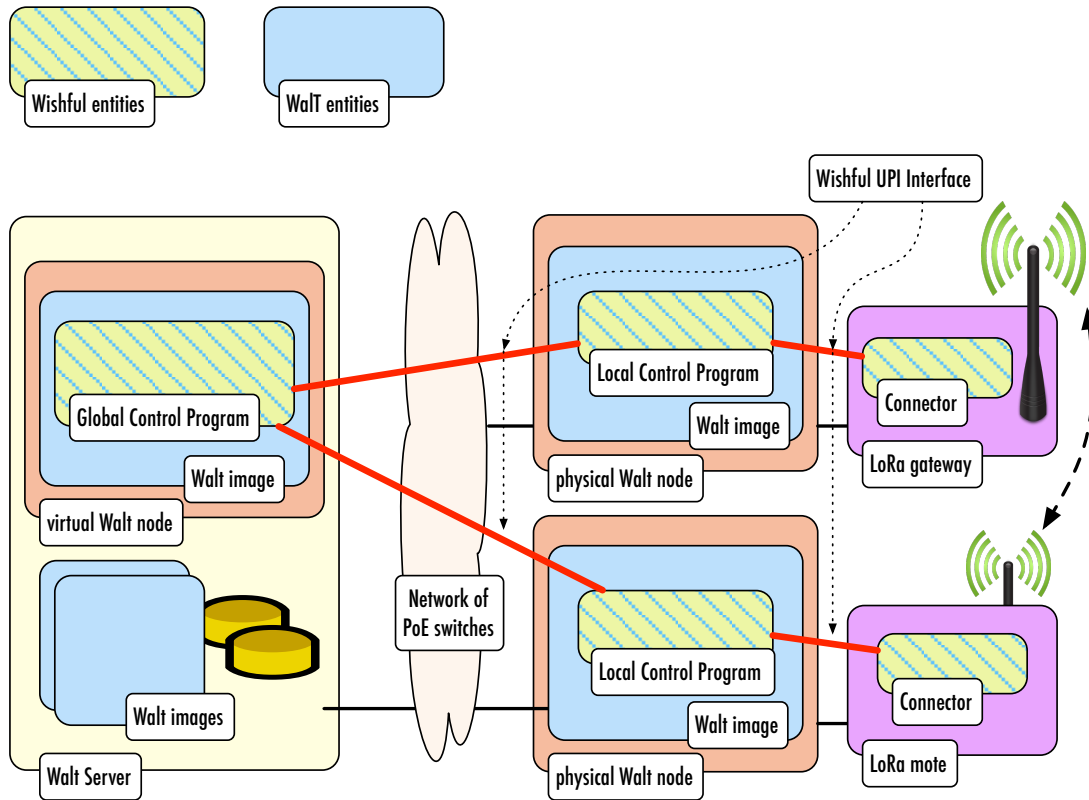 Wishful entities
WalT entities
Wishful UPI Interface
Global Control Program
Walt image
virtual Walt node
Walt images
Walt Server
Network of
PoE switches
Local Control Program
Walt image
physical Walt node
Connector
LoRa gateway
Local Control Program
Walt image
physical Walt node
Connector
LoRa mote